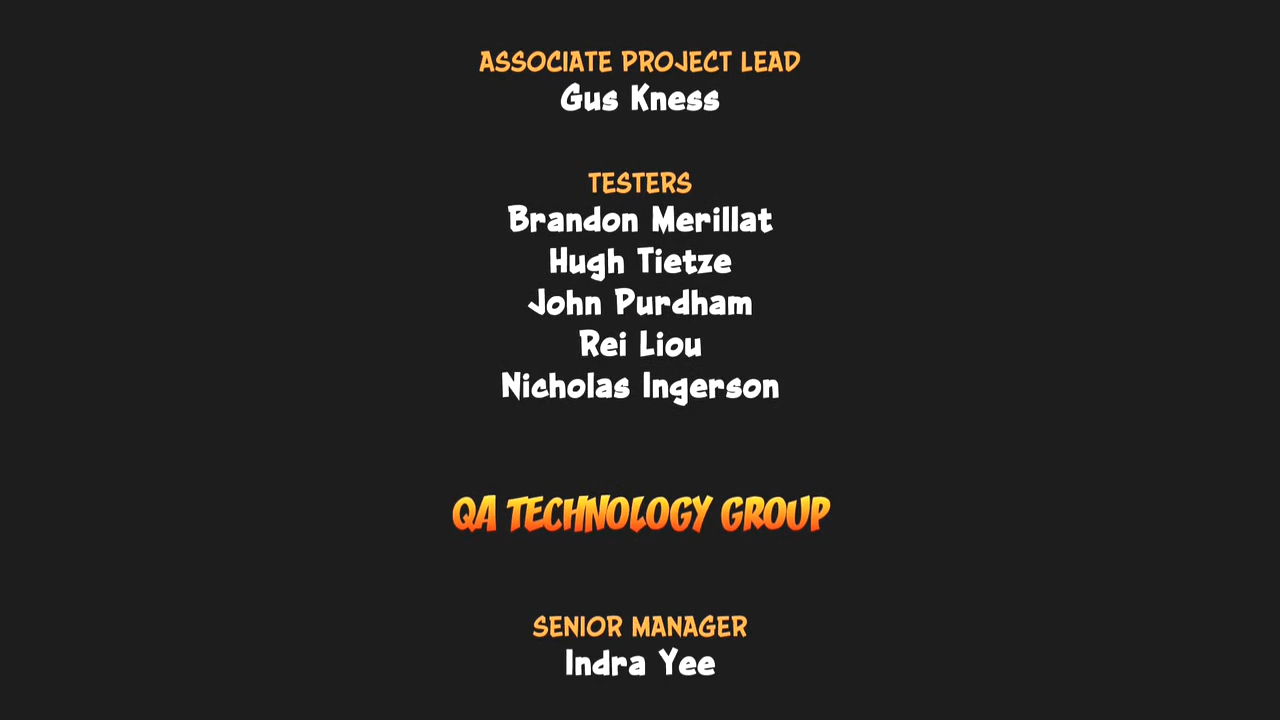 ASSOCIATE PROJECT LEAD
Gus Kness
TESTERS
Brandon Merillat
Hugh Tietze
John Purdham
Rei Liou
Nicholas Ingerson
QA TECHNOLOGY GROUP
SENIOR MANAGER
Indra Yee